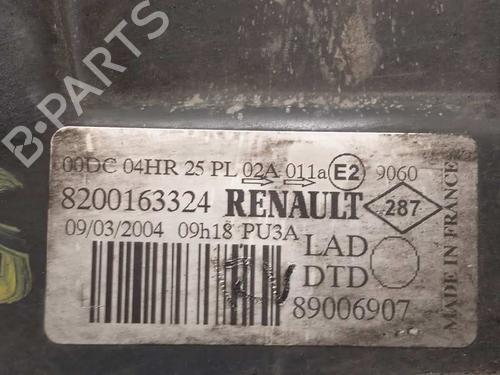 B-PARTS
00DC 04HR 25 PL 02A 011a E2 9060
8200163324 RENAULT 287
09/03/2004 09h18 PU3A LAD
DTD
89006907
MADE IN FRANCE